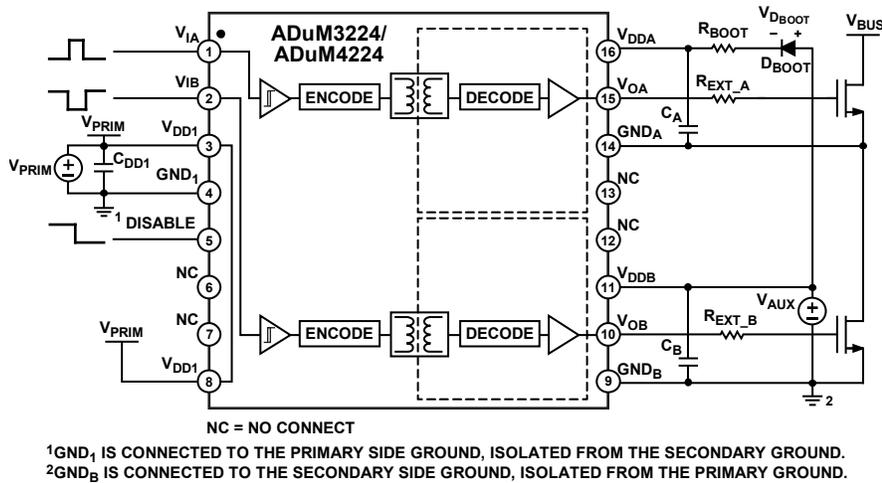 VIA
1
VIB
2
VPRIM
VDD1
3
VPRIM
CDD1
GND1
4
1
DISABLE
5
NC
6
NC
7
VPRIM
VDD1
8
ADuM3224/
ADuM4224
ENCODE
DECODE
ENCODE
DECODE
16
VDDA
RBOOT
VDBOOT
− +
DBOOT
VBUS
15
VOA
REXT_A
CA
14
GNDA
13
NC
12
NC
11
VDDB
VAUX
10
VOB
REXT_B
CB
9
GNDB
2
NC = NO CONNECT
1GND1 IS CONNECTED TO THE PRIMARY SIDE GROUND, ISOLATED FROM THE SECONDARY GROUND.
2GNDB IS CONNECTED TO THE SECONDARY SIDE GROUND, ISOLATED FROM THE PRIMARY GROUND.